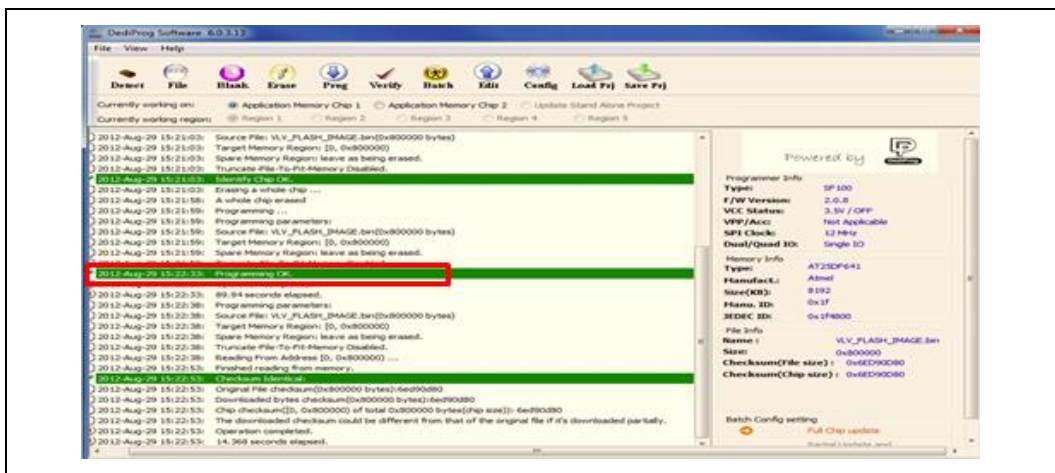 DediProg Software 6.0.3.13
File View Help
Detect File Blank Erase Prog Verify Batch Edit Config Load Prj Save Prj
Currently working on: Application Memory Chip 1 Application Memory Chip 2 Update Stand Alone Project
Currently working region: Region 1 Region 2 Region 3 Region 4 Region 5
2012-Aug-29 15:21:03: Source File: VLV_FLASH_IMAGE.bin(0x800000 bytes)
2012-Aug-29 15:21:03: Target Memory Region: [0, 0x800000)
2012-Aug-29 15:21:03: Spare Memory Region: leave as being erased.
2012-Aug-29 15:21:03: Truncate-File-To-Fit-Memory Disabled.
2012-Aug-29 15:21:03: Identify Chip OK.
2012-Aug-29 15:21:03: Erasing a whole chip ...
2012-Aug-29 15:21:58: A whole chip erased
2012-Aug-29 15:21:59: Programming ...
2012-Aug-29 15:21:59: Programming parameters:
2012-Aug-29 15:21:59: Source File: VLV_FLASH_IMAGE.bin(0x800000 bytes)
2012-Aug-29 15:21:59: Target Memory Region: [0, 0x800000)
2012-Aug-29 15:21:59: Spare Memory Region: leave as being erased.
2012-Aug-29 15:22:33: Programming OK.
2012-Aug-29 15:22:33: 89.94 seconds elapsed.
2012-Aug-29 15:22:38: Programming parameters:
2012-Aug-29 15:22:38: Source File: VLV_FLASH_IMAGE.bin(0x800000 bytes)
2012-Aug-29 15:22:38: Target Memory Region: [0, 0x800000)
2012-Aug-29 15:22:38: Spare Memory Region: leave as being erased.
2012-Aug-29 15:22:38: Truncate-File-To-Fit-Memory Disabled.
2012-Aug-29 15:22:38: Reading From Address [0, 0x800000) ...
2012-Aug-29 15:22:53: Finished reading from memory.
2012-Aug-29 15:22:53: Checksum Identical:
2012-Aug-29 15:22:53: Original File checksum(0x800000 bytes):6ed90d80
2012-Aug-29 15:22:53: Downloaded bytes checksum(0x800000 bytes):6ed90d80
2012-Aug-29 15:22:53: Chip checksum([0, 0x800000) of total 0x800000 bytes[chip size]): 6ed90d80
2012-Aug-29 15:22:53: The downloaded checksum could be different from that of the original file if it's downloaded partially.
2012-Aug-29 15:22:53: Operation completed.
2012-Aug-29 15:22:53: 14.368 seconds elapsed.
Powered by DediProg
Programmer Info
Type: SF100
F/W Version: 2.0.8
VCC Status: 3.5V / OFF
VPP/Acc: Not Applicable
SPI Clock: 12 MHz
Dual/Quad IO: Single IO
Memory Info
Type: AT25DF641
Manufact.: Atmel
Size(KB): 8192
Manu. ID: 0x1f
JEDEC ID: 0x1f4800
File Info
Name : VLV_FLASH_IMAGE.bin
Size: 0x800000
Checksum(File size) : 0x6ED90D80
Checksum(Chip size) : 0x6ED90D80
Batch Config setting
Full Chip update